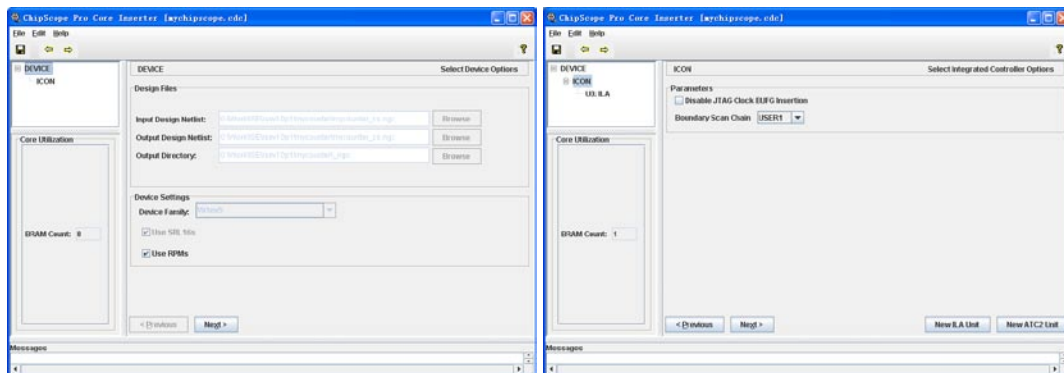 ChipScope Pro Core Inserter [mychipscope.cdc]
File Edit Help
?
DEVICE
ICON
DEVICE
Select Device Options
Design Files
Input Design Netlist:
Browse
Output Design Netlist:
Browse
Output Directory:
Browse
Device Settings
Device Family:
Use SRL 16s
Use RPMs
Core Utilization
BRAM Count: 0
< Previous
Next >
Messages
ChipScope Pro Core Inserter [mychipscope.cdc]
File Edit Help
?
DEVICE
ICON
U0: ILA
ICON
Select Integrated Controller Options
Parameters
Disable JTAG Clock BUFG Insertion
Boundary Scan Chain USER1
Core Utilization
BRAM Count: 1
< Previous
Next >
New ILA Unit
New ATC2 Unit
Messages